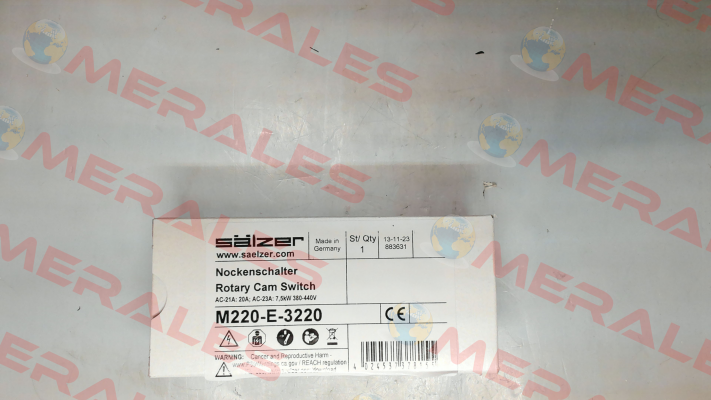 sälzer
www.saelzer.com
Made in
Germany
St/ Qty
1
13-11-23
883631
Nockenschalter
Rotary Cam Switch
AC-21A: 20A; AC-23A: 7,5kW 380-440V
M220-E-3220
CE
WARNING: Cancer and Reproductive Harm -
/ REACH regulation
MERALES
MERALES
MERALES
MERALES
MERALES
MERALES